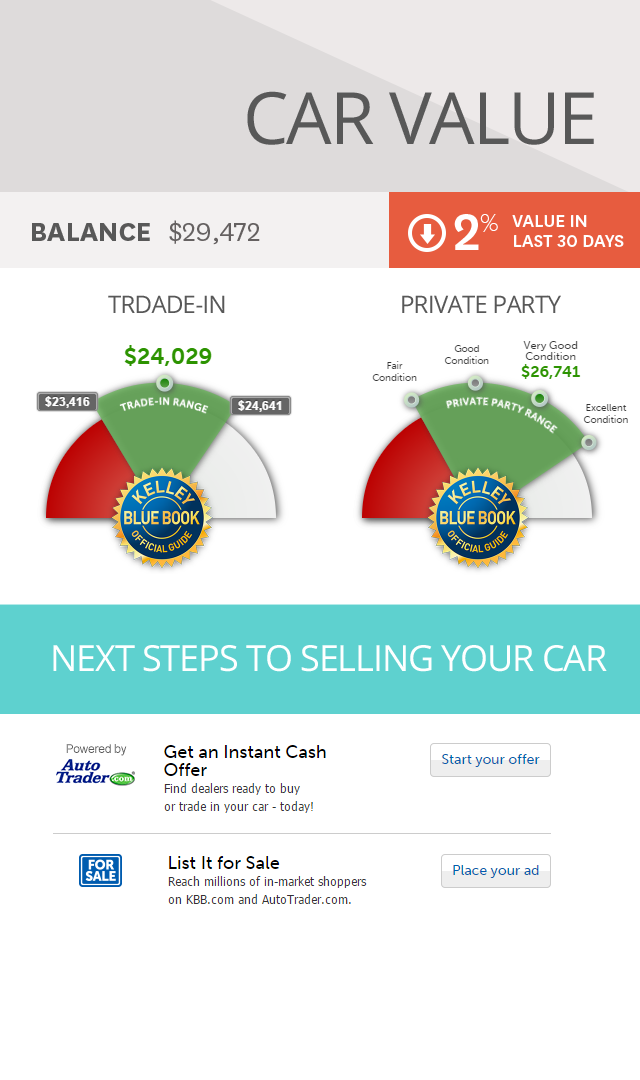 CAR VALUE
BALANCE $29,472
2% VALUE IN
LAST 30 DAYS
TRDADE-IN
$24,029
$23,416
$24,641
TRADE-IN RANGE
KELLEY
BLUE BOOK
OFFICIAL GUIDE
PRIVATE PARTY
Fair
Condition
Good
Condition
Very Good
Condition
$26,741
Excellent
Condition
PRIVATE PARTY RANGE
KELLEY
BLUE BOOK
OFFICIAL GUIDE
NEXT STEPS TO SELLING YOUR CAR
Powered by
Auto
Trader.com
Get an Instant Cash
Offer
Find dealers ready to buy
or trade in your car - today!
Start your offer
FOR
SALE
List It for Sale
Reach millions of in-market shoppers
on KBB.com and AutoTrader.com.
Place your ad